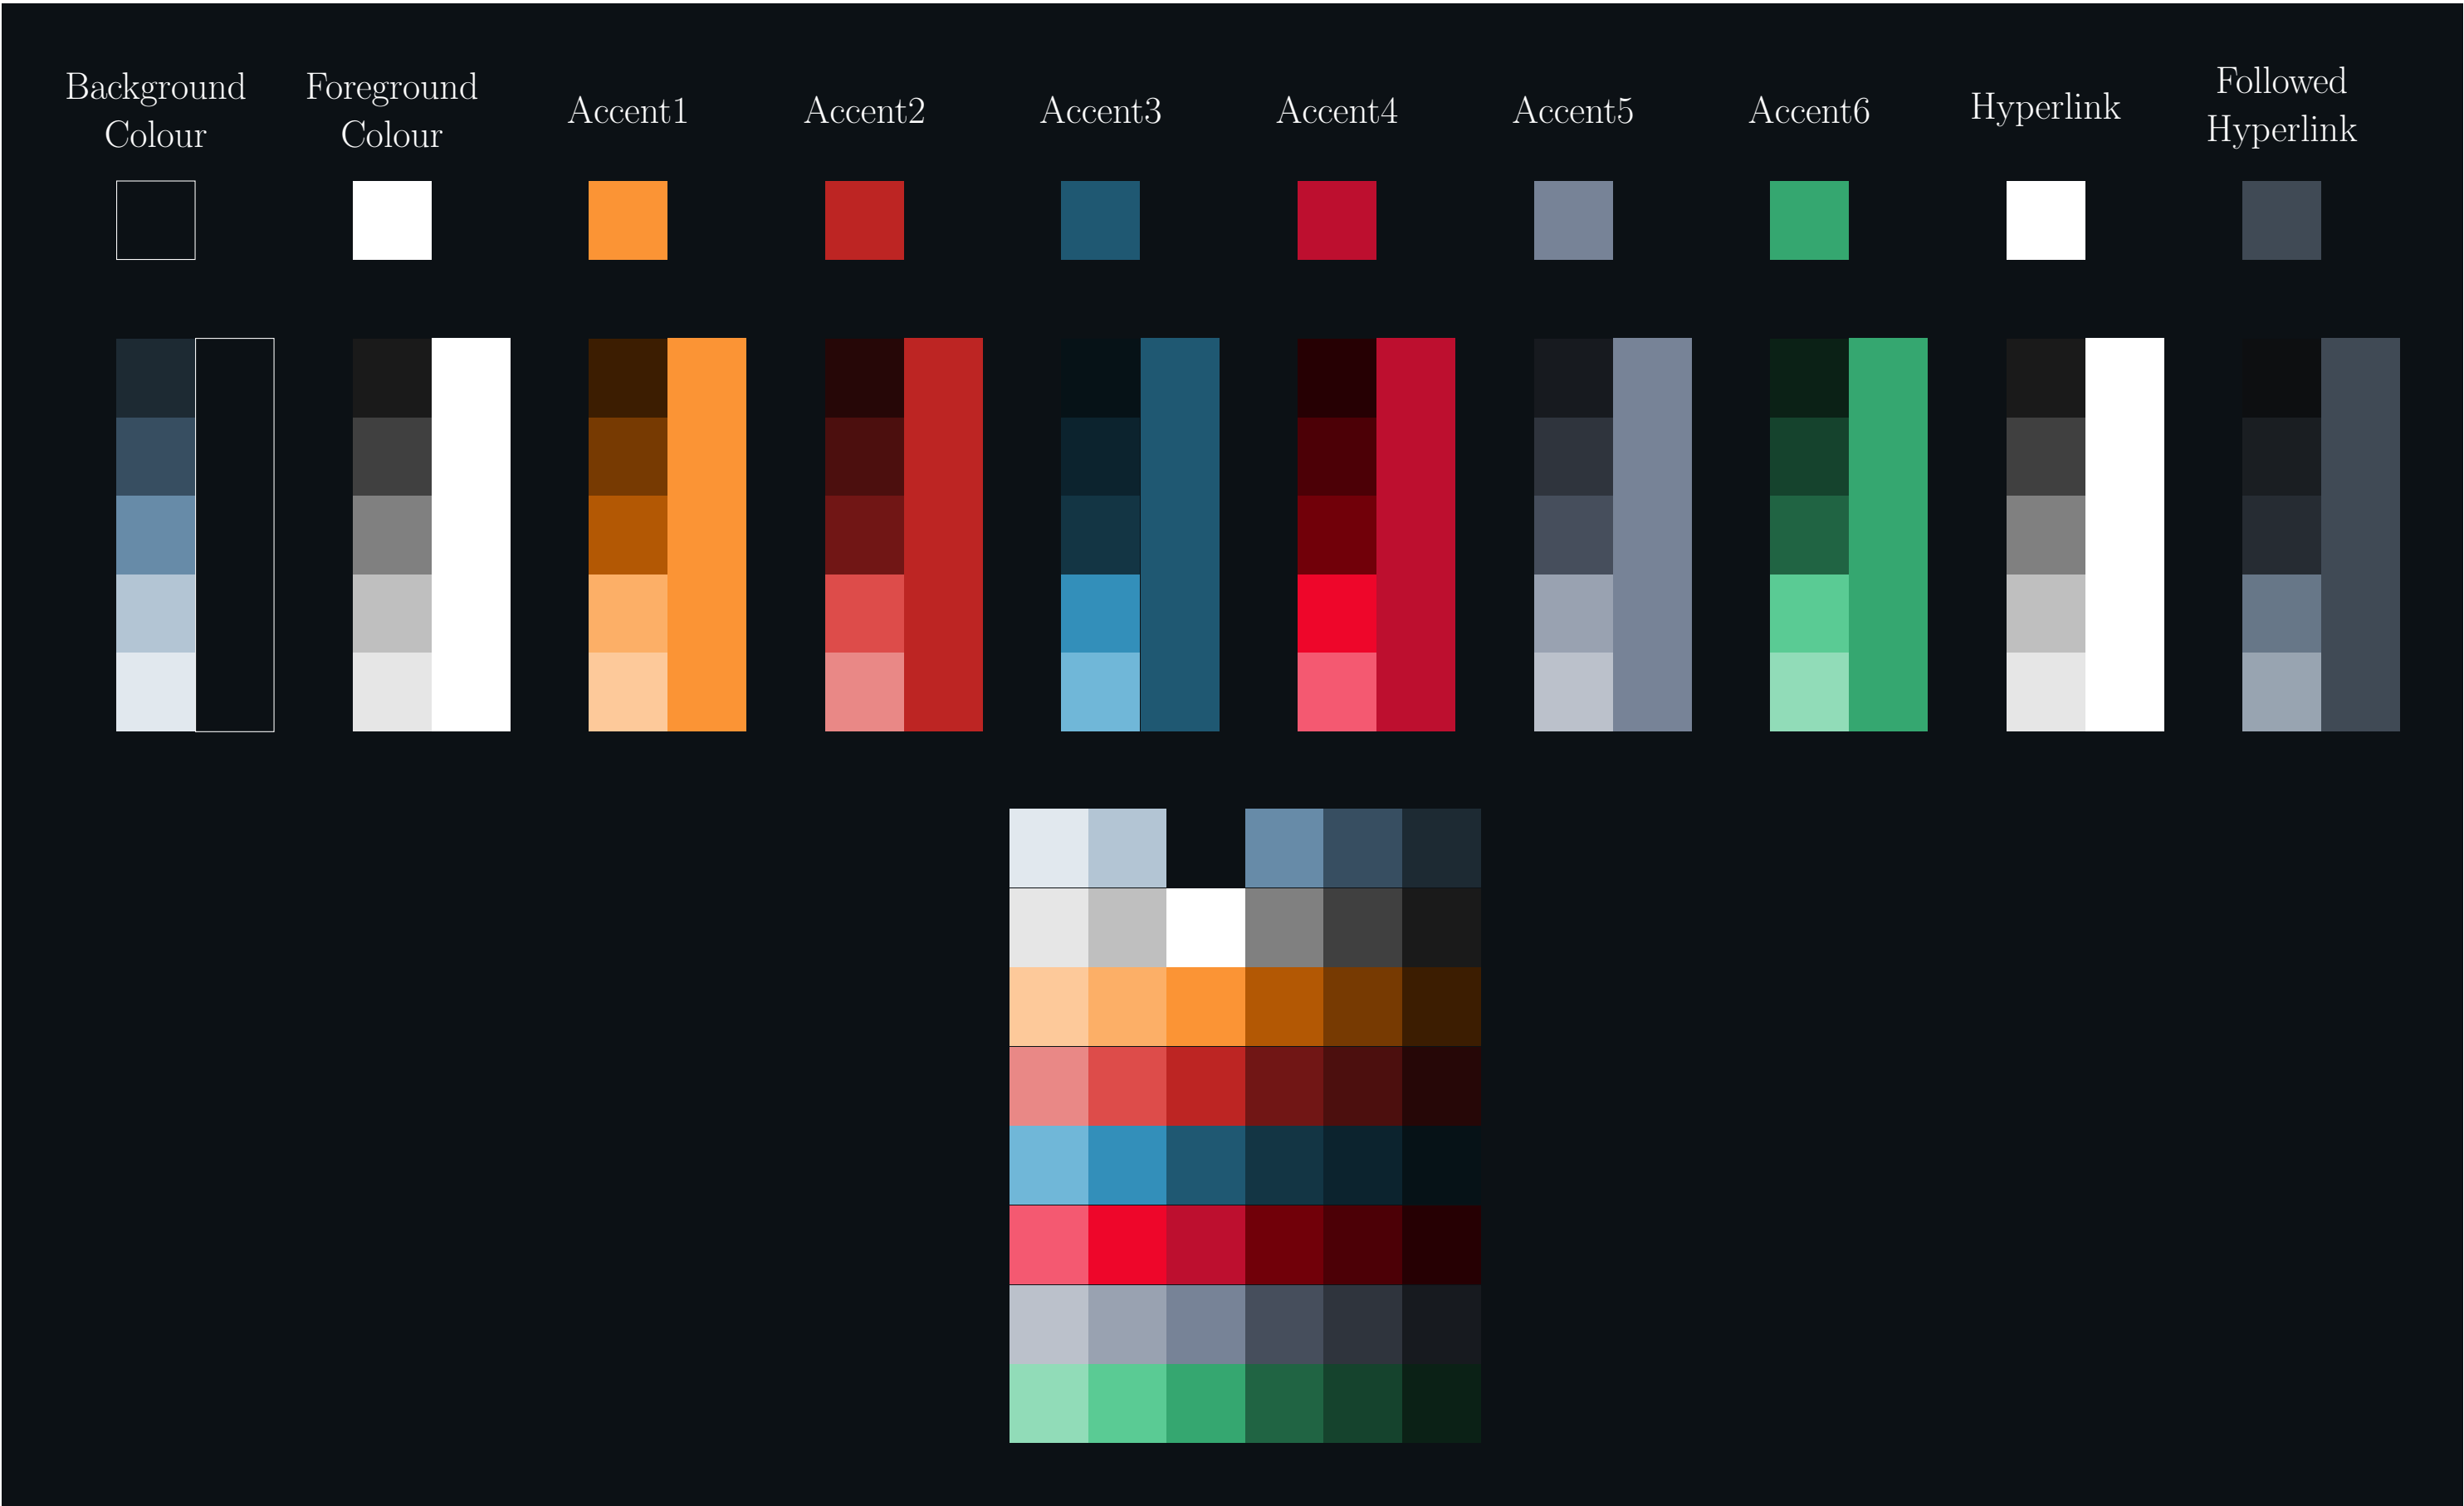 Background
Colour
Foreground
Colour
Accent1
Accent2
Accent3
Accent4
Accent5
Accent6
Hyperlink
Followed
Hyperlink